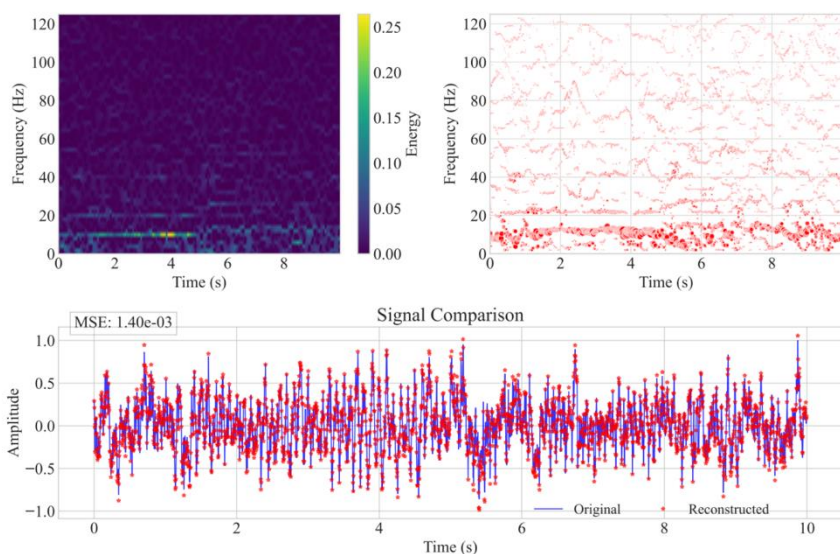 120
100
80
60
40
20
0
Frequency (Hz)
0 2 4 6 8
Time (s)
0.25
0.20
0.15
0.10
0.05
0.00
Energy
120
100
80
60
40
20
0
Frequency (Hz)
0 2 4 6 8
Time (s)
Signal Comparison
MSE: 1.40e-03
1.0
0.5
0.0
−0.5
−1.0
Amplitude
Original Reconstructed
0 2 4 6 8 10
Time (s)